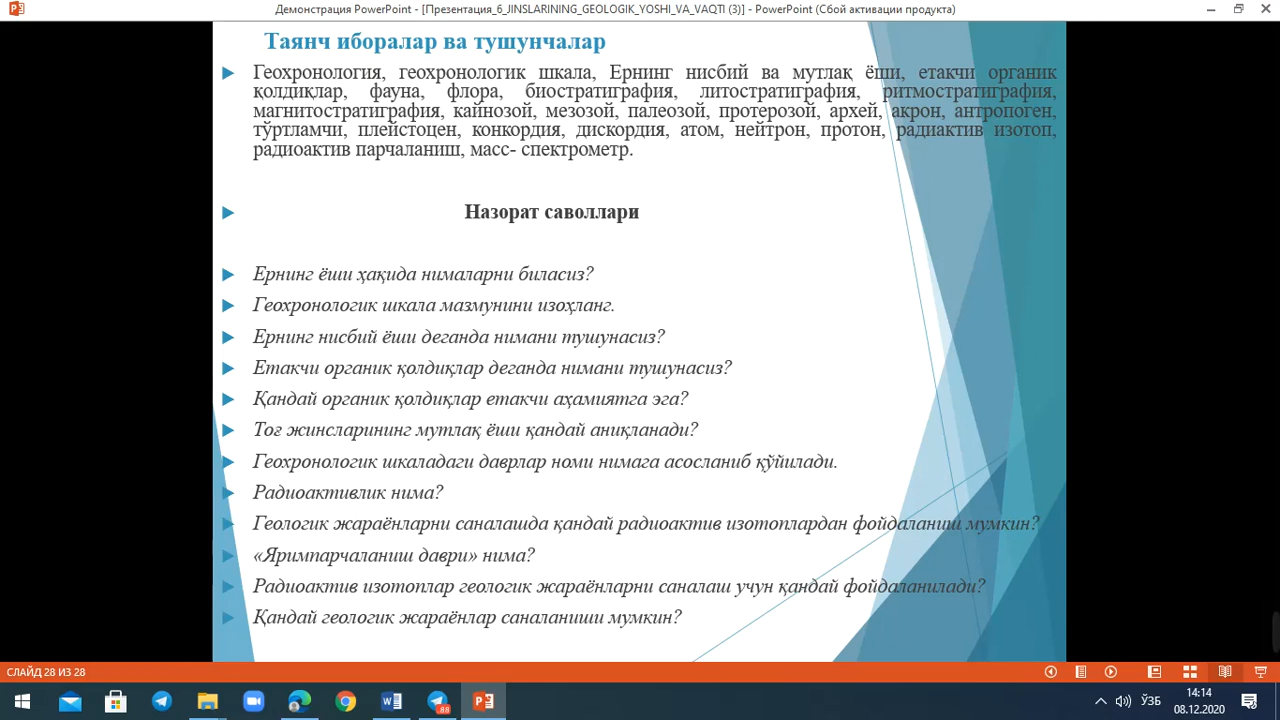 Демонстрация PowerPoint - [Презентация_6_JINSLARINING_GEOLOGIK_YOSHI_VA_VAQTI (3)] - PowerPoint (Сбой активации продукта)
Таянч иборалар ва тушунчалар
Геохронология, геохронологик шкала, Ернинг нисбий ва мутлақ ёши, етакчи органик
қолдиқлар, фауна, флора, биостратиграфия, литостратиграфия, ритмостратиграфия,
магнитостратиграфия, кайнозой, мезозой, палеозой, протерозой, архей, акрон, антропоген,
тўртламчи, плейстоцен, конкордия, дискордия, атом, нейтрон, протон, радиактив изотоп,
радиоактив парчаланиш, масс- спектрометр.
Назорат саволлари
Ернинг ёши ҳақида нималарни биласиз?
Геохронологик шкала мазмунини изоҳланг.
Ернинг нисбий ёши деганда нимани тушунасиз?
Етакчи органик қолдиқлар деганда нимани тушунасиз?
Қандай органик қолдиқлар етакчи аҳамиятга эга?
Тоғ жинсларининг мутлақ ёши қандай аниқланади?
Геохронологик шкаладаги даврлар номи нимага асосланиб қўйилади.
Радиоактивлик нима?
Геологик жараёнларни саналашда қандай радиоактив изотоплардан фойдаланиш мумкин?
«Яримпарчаланиш даври» нима?
Радиоактив изотоплар геологик жараёнларни саналаш учун қандай фойдаланилади?
Қандай геологик жараёнлар саналаниши мумкин?
СЛАЙД 28 ИЗ 28
88
ЎЗБ
14:14
08.12.2020